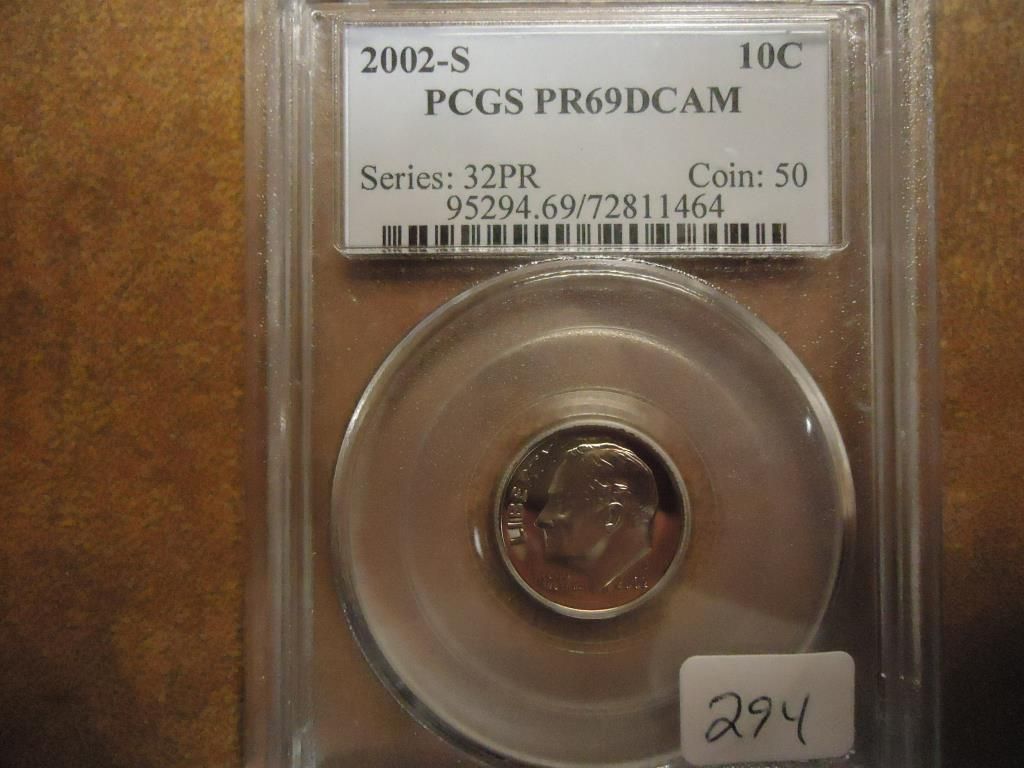 2002-S 10C
PCGS PR69DCAM
Series: 32PR Coin: 50
95294.69/72811464
LIBERTY
294